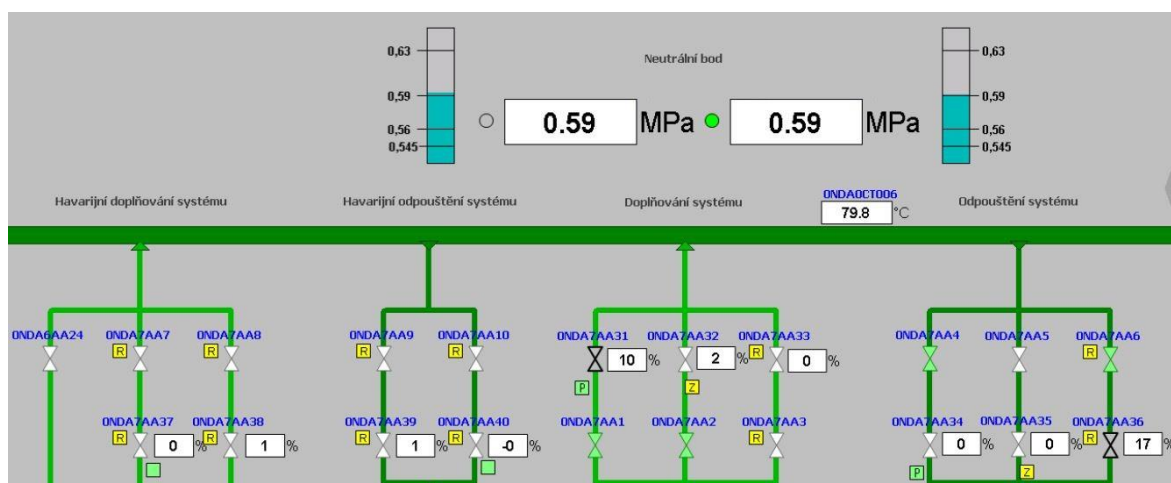 0,63
0,59
0,56
0,545
Neutrální bod
0.59 MPa
0.59 MPa
0,63
0,59
0,56
0,545
Havarijní doplňování systému
Havarijní odpouštění systému
Doplňování systému
0NDA0CT006
79.8 °C
Odpouštění systému
0NDA6AA24
0NDA7AA7
0NDA7AA8
0NDA7AA9
0NDA7AA10
0NDA7AA31
0NDA7AA32
0NDA7AA33
0NDA7AA4
0NDA7AA5
0NDA7AA6
R
R
R
R
10 %
2 %
R
0 %
R
P
Z
0NDA7AA37
0NDA7AA38
0NDA7AA39
0NDA7AA40
0NDA7AA1
0NDA7AA2
0NDA7AA3
0NDA7AA34
0NDA7AA35
0NDA7AA36
R
0 %
R
1 %
R
1 %
R
-0 %
R
0 %
0 %
R
17 %
P
Z